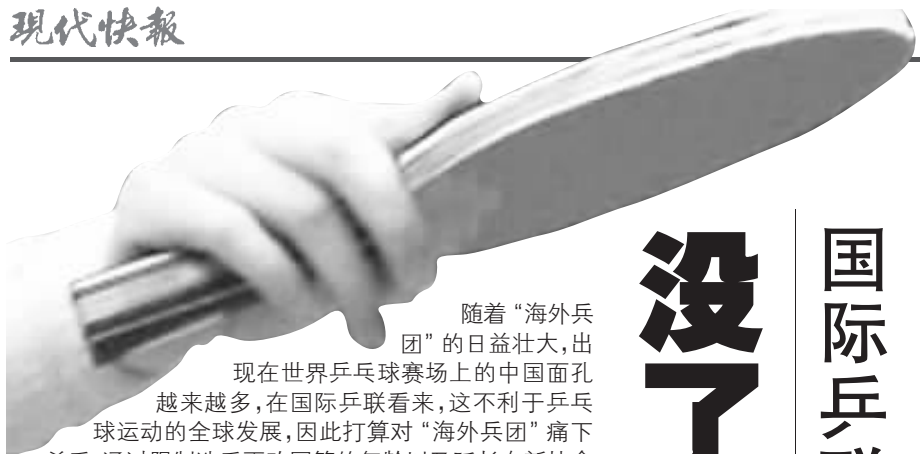 現代快報
国际乒
没了
随着“海外兵
团”的日益壮大,出
现在世界乒乓球赛场上的中国面孔
越来越多,在国际乒联看来,这不利于乒乓
球运动的全球发展,因此打算对“海外兵团”痛下